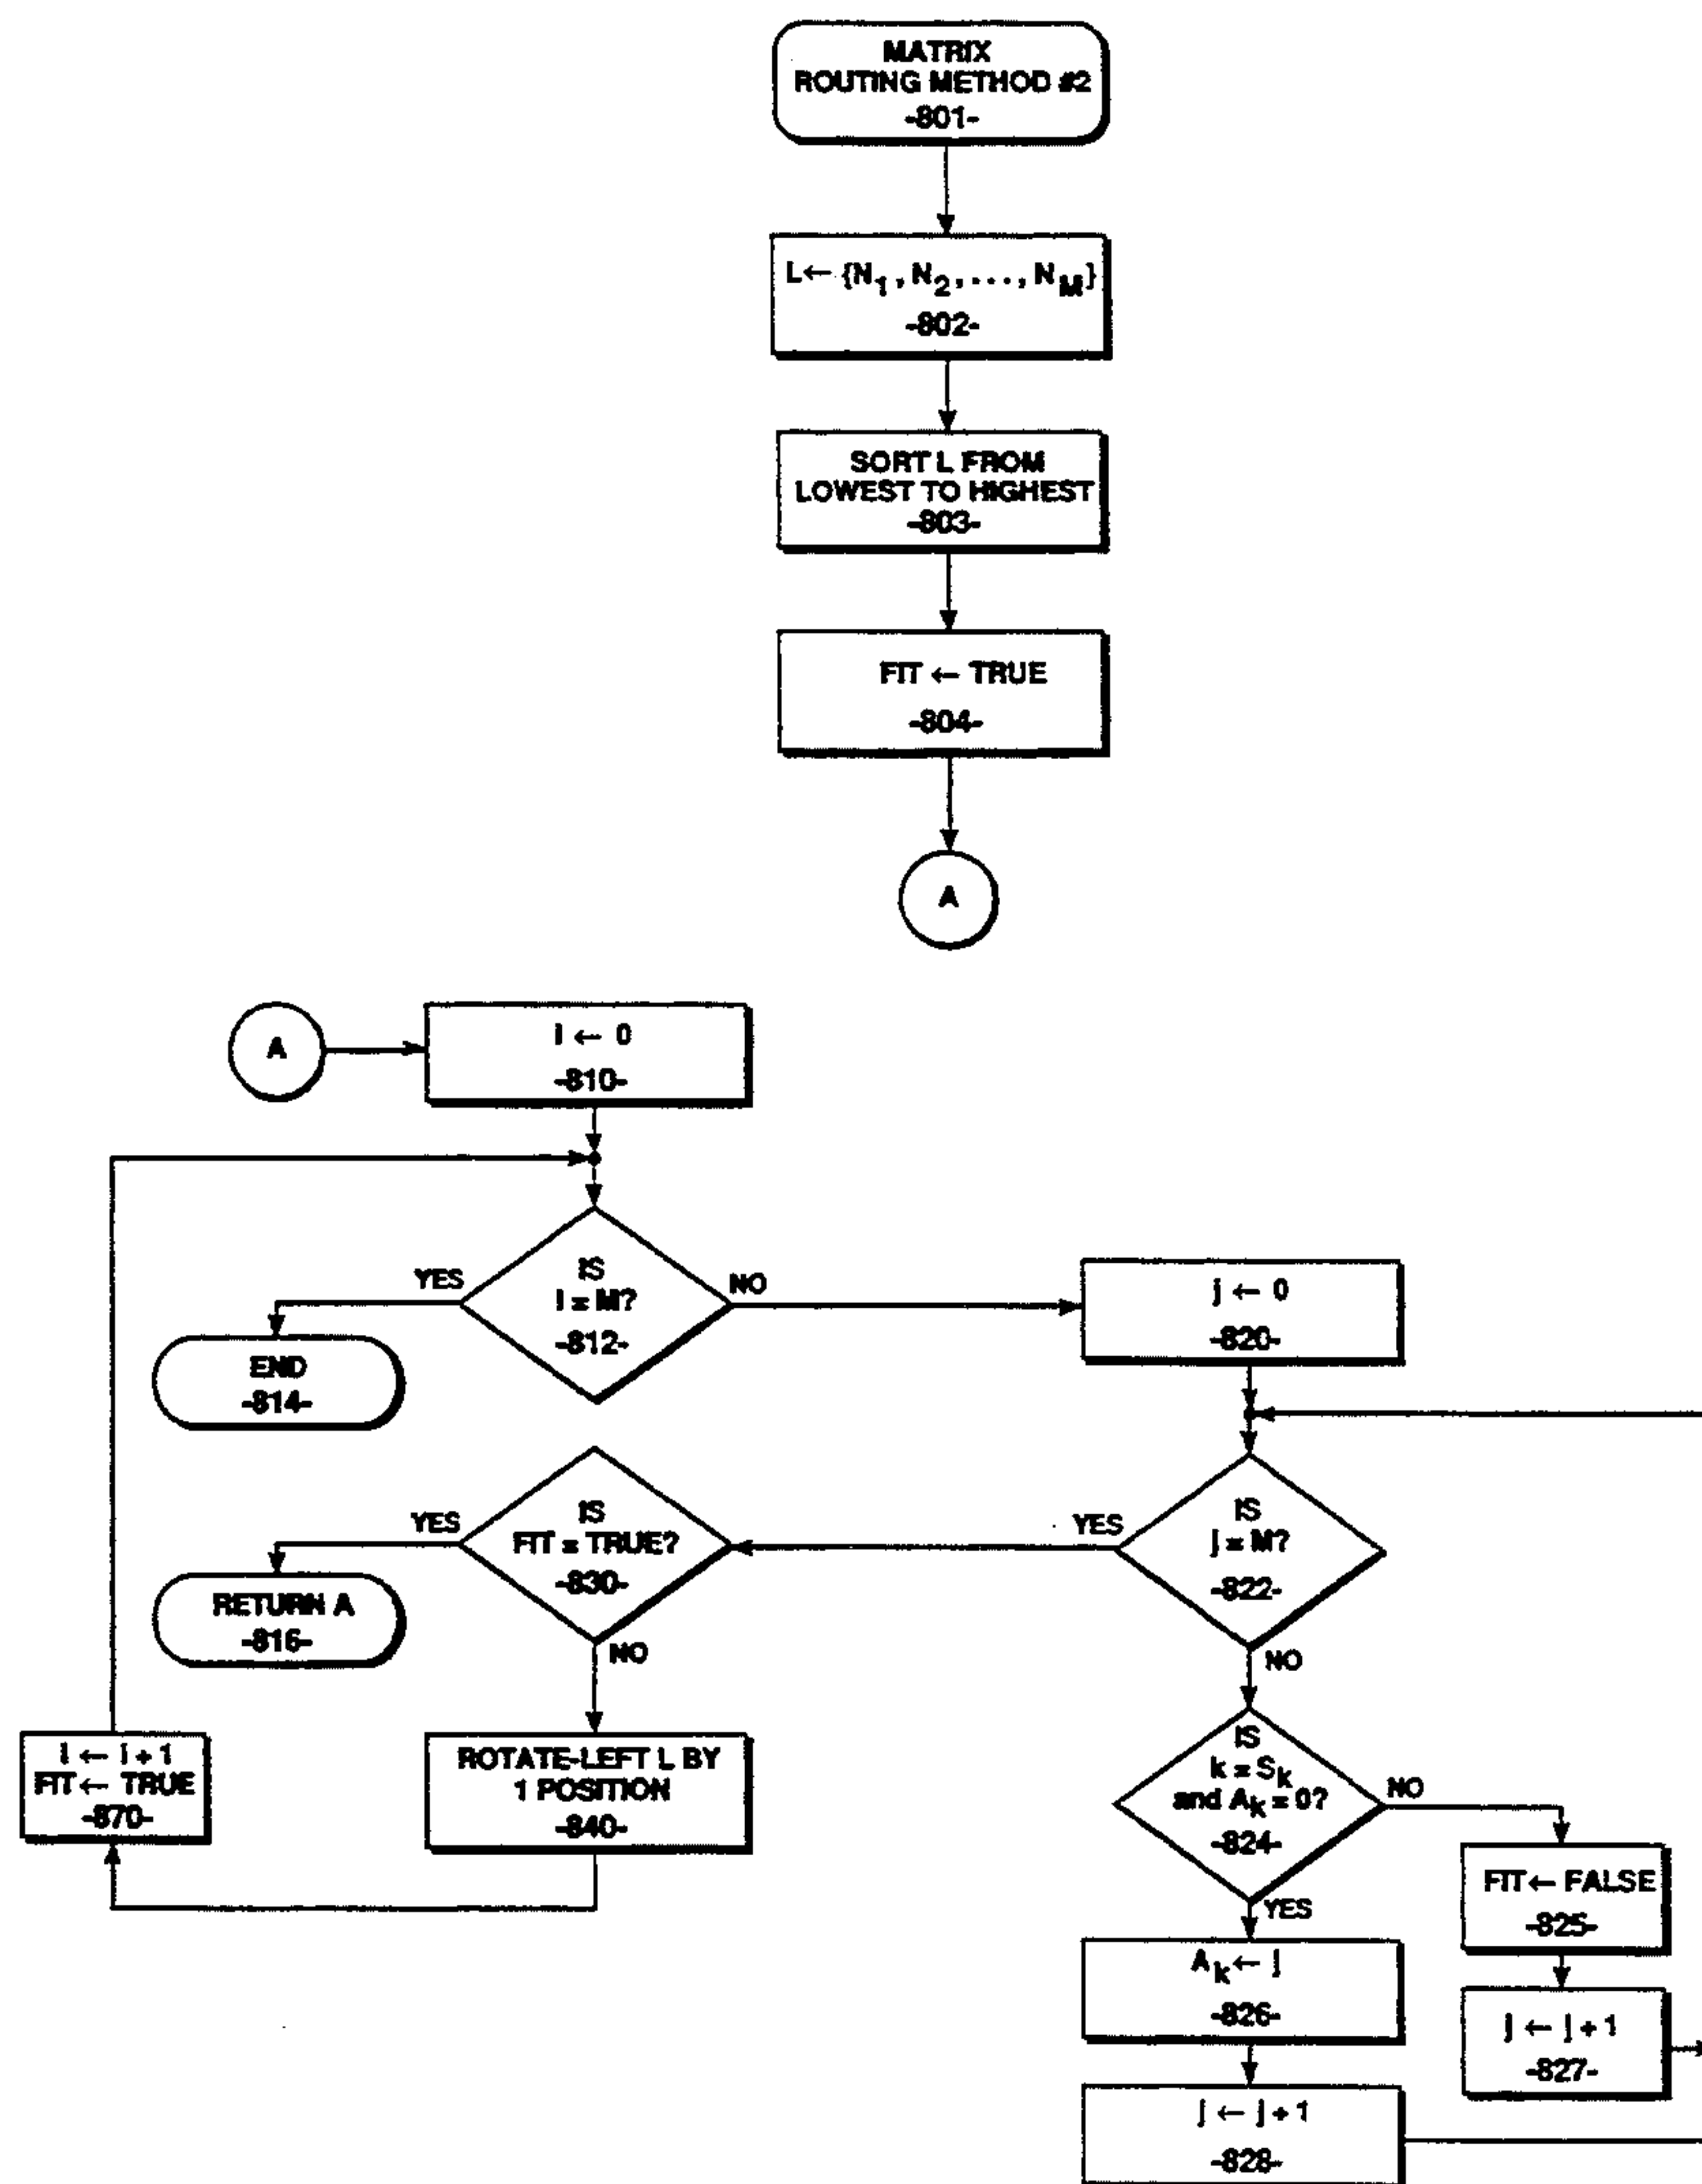 MATRIX
ROUTING METHOD #2
-801-
L← {N1, N2, ..., NM}
-802-
SORT L FROM
LOWEST TO HIGHEST
-803-
FIT ← TRUE
-804-
A
A
i ← 0
-810-
IS
i = M?
-812-
YES
NO
END
-814-
j ← 0
-820-
IS
FIT = TRUE?
-830-
YES
NO
RETURN A
-816-
IS
j = M?
-822-
YES
NO
i ← i + 1
FIT ← TRUE
-870-
ROTATE-LEFT L BY
1 POSITION
-840-
IS
k = Sk
and Ak = 0?
-824-
NO
YES
FIT ← FALSE
-825-
Ak ← j
-826-
j ← j + 1
-827-
j ← j + 1
-828-